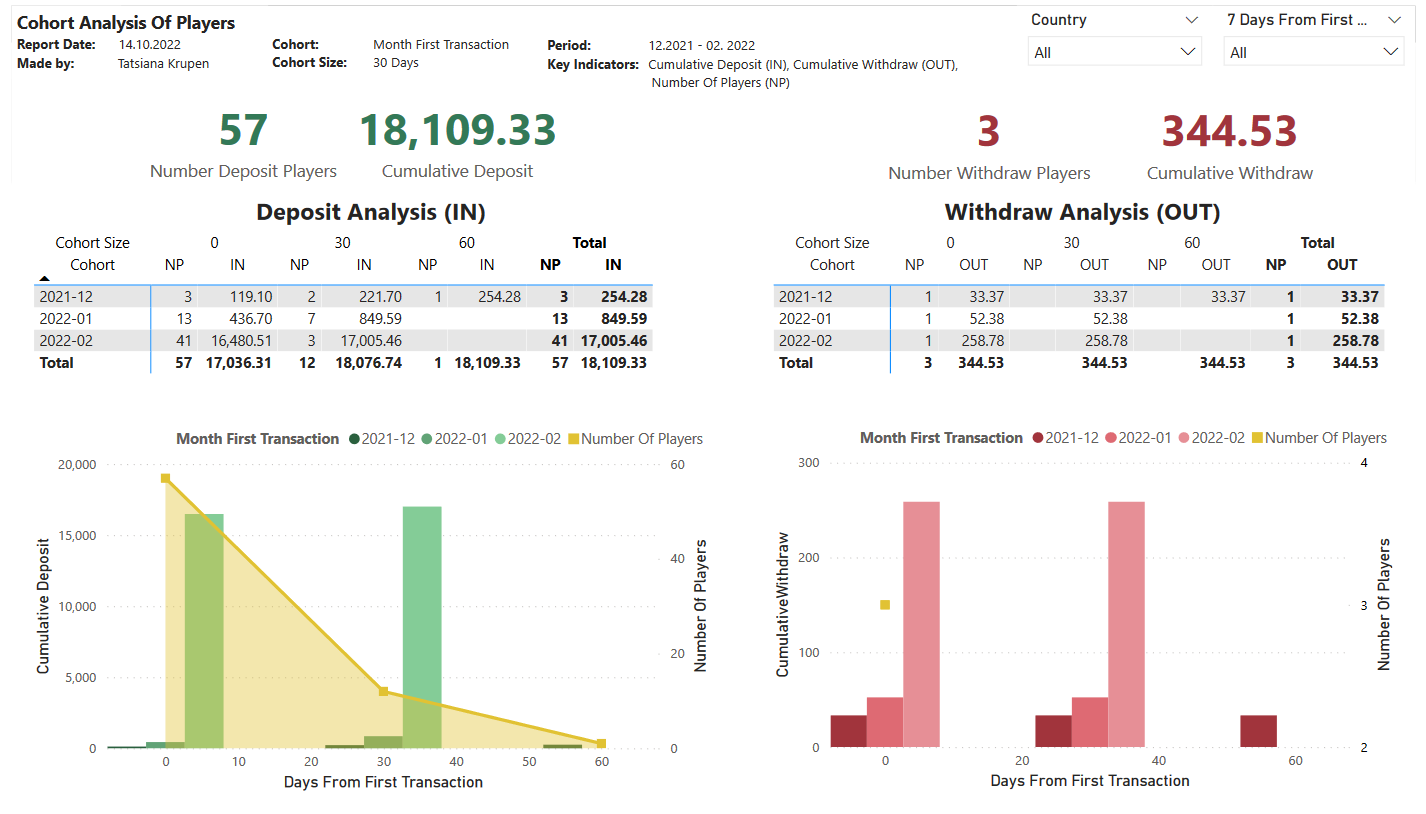 Cohort Analysis Of Players
Report Date: 14.10.2022
Made by: Tatsiana Krupen
Cohort: Month First Transaction
Cohort Size: 30 Days
Period: 12.2021 - 02. 2022
Key Indicators: Cumulative Deposit (IN), Cumulative Withdraw (OUT),
Number Of Players (NP)
Country
All
7 Days From First ...
All
57
Number Deposit Players
18,109.33
Cumulative Deposit
3
Number Withdraw Players
344.53
Cumulative Withdraw
Deposit Analysis (IN)
Cohort Size 0 30 60 Total
Cohort NP IN NP IN NP IN NP IN
2021-12 3 119.10 2 221.70 1 254.28 3 254.28
2022-01 13 436.70 7 849.59 13 849.59
2022-02 41 16,480.51 3 17,005.46 41 17,005.46
Total 57 17,036.31 12 18,076.74 1 18,109.33 57 18,109.33
Withdraw Analysis (OUT)
Cohort Size 0 30 60 Total
Cohort NP OUT NP OUT NP OUT NP OUT
2021-12 1 33.37 33.37 33.37 1 33.37
2022-01 1 52.38 52.38 1 52.38
2022-02 1 258.78 258.78 1 258.78
Total 3 344.53 344.53 344.53 3 344.53
Month First Transaction 2021-12 2022-01 2022-02 Number Of Players
Cumulative Deposit
20,000
15,000
10,000
5,000
0
60
40
20
0
Number Of Players
0 10 20 30 40 50 60
Days From First Transaction
Month First Transaction 2021-12 2022-01 2022-02 Number Of Players
CumulativeWithdraw
300
200
100
0
4
3
2
Number Of Players
0 20 40 60
Days From First Transaction